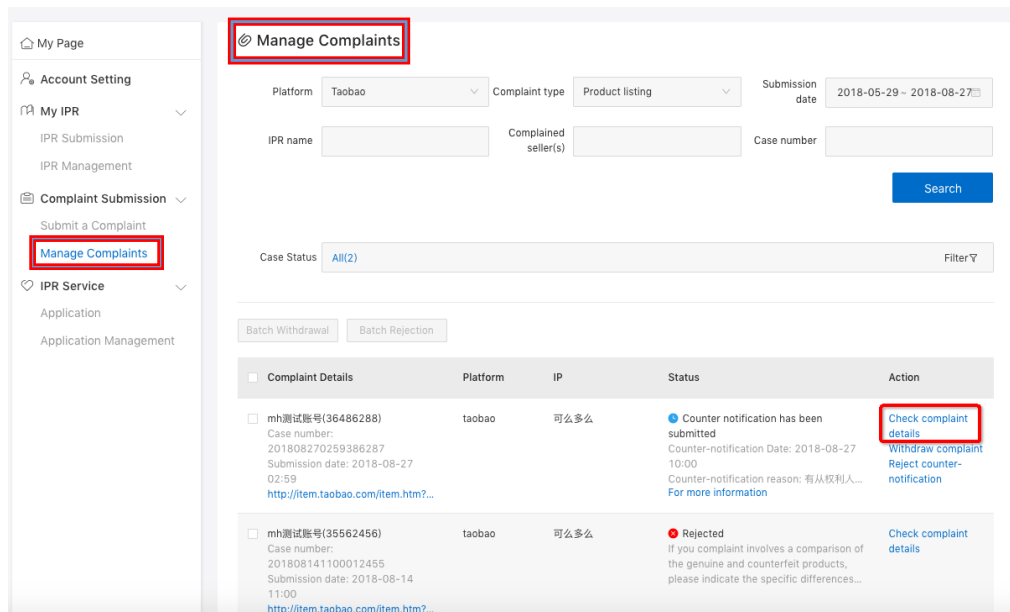 My Page
Account Setting
My IPR
IPR Submission
IPR Management
Complaint Submission
Submit a Complaint
Manage Complaints
IPR Service
Application
Application Management
Manage Complaints
Platform
Taobao
Complaint type
Product listing
Submission
date
2018-05-29 ~ 2018-08-27
IPR name
Complained
seller(s)
Case number
Search
Case Status
All(2)
Filter
Batch Withdrawal
Batch Rejection
Complaint Details
Platform
IP
Status
Action
mh测试账号(36486288)
Case number:
201808270259386287
Submission date: 2018-08-27
02:59
http://item.taobao.com/item.htm?...
taobao
可么多么
Counter notification has been
submitted
Counter-notification Date: 2018-08-27
10:00
Counter-notification reason: 有从权利人...
For more information
Check complaint
details
Withdraw complaint
Reject counter-
notification
mh测试账号(35562456)
Case number:
201808141100012455
Submission date: 2018-08-14
11:00
http://item.taobao.com/item.htm?...
taobao
可么多么
Rejected
If you complaint involves a comparison of
the genuine and counterfeit products,
please indicate the specific differences...
Check complaint
details